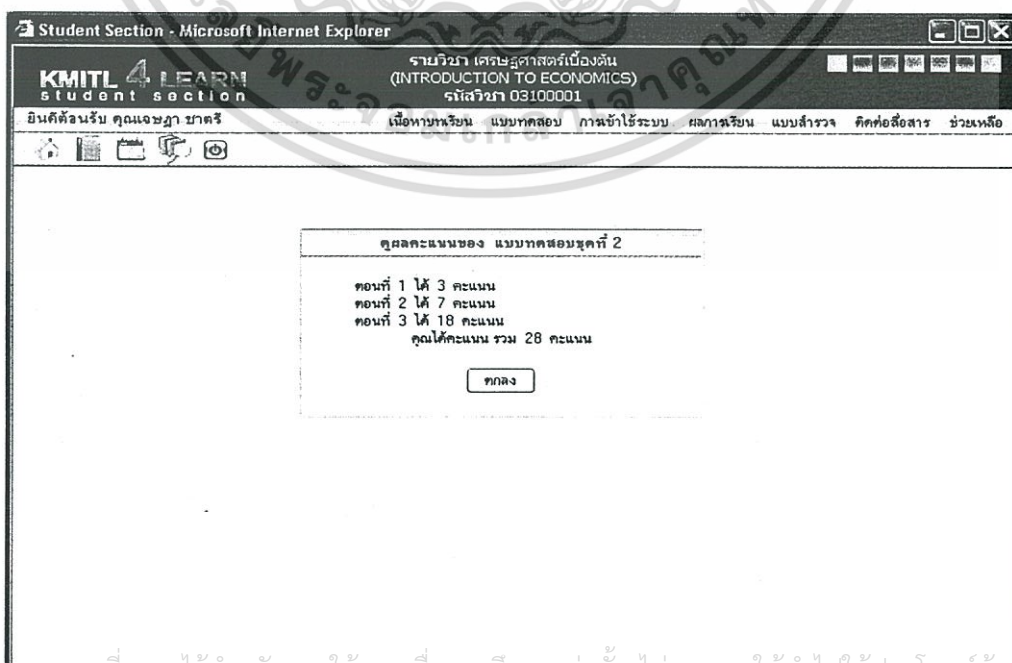 Student Section - Microsoft Internet Explorer
KMITL 4 LEARN
student section
รายวิชา เศรษฐศาสตร์เบื้องต้น
(INTRODUCTION TO ECONOMICS)
รหัสวิชา 03100001
ยินดีต้อนรับ คุณเจษฎา ชาตรี
เนื้อหาบทเรียน แบบทดสอบ การเข้าใช้ระบบ ผลการเรียน แบบสำรวจ ติดต่อสื่อสาร ช่วยเหลือ
ดูผลคะแนนของ แบบทดสอบชุดที่ 2
ตอนที่ 1 ได้ 3 คะแนน
ตอนที่ 2 ได้ 7 คะแนน
ตอนที่ 3 ได้ 18 คะแนน
คุณได้คะแนน รวม 28 คะแนน
ตกลง